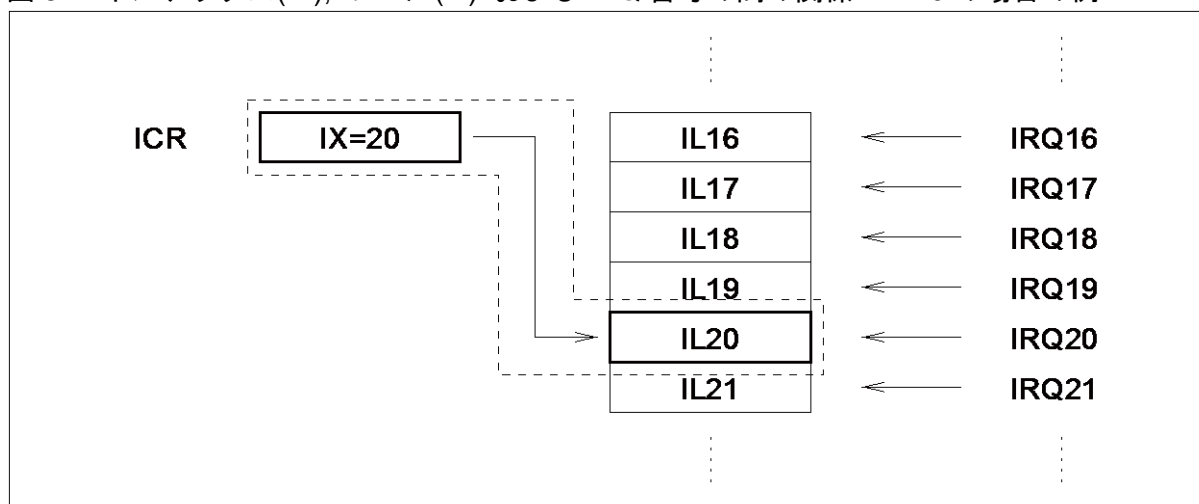 ICR IX=20 IL16 IRQ16
IL17 IRQ17
IL18 IRQ18
IL19 IRQ19
IL20 IRQ20
IL21 IRQ21